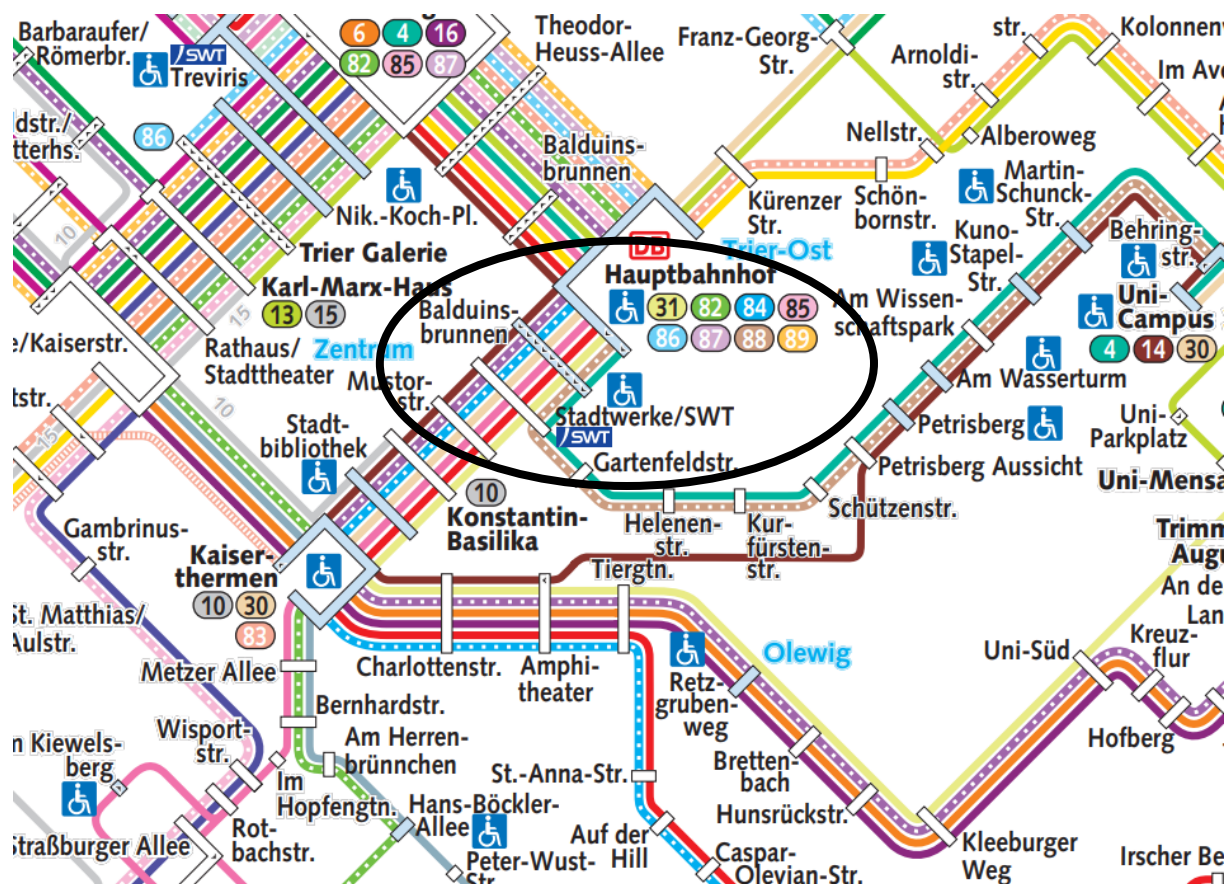 6 4 16
82 85 87
Theodor-
Heuss-Allee
Barbaraufer/
Römerbr.
SWT
Treviris
86
dstr./
tterhs.
10
Nik.-Koch-Pl.
Balduins-
brunnen
Franz-Georg-
Str.
str.
Kolonnen
Arnoldi-
str.
Im Ave
Nellstr.
Alberoweg
Kürenzer
Str.
Schön-
bornstr.
Martin-
Schunck-
Str.
Kuno-
Stapel-
Str.
Behring-
str.
Uni-
Campus
4 14 30
Trier Galerie
Karl-Marx-Haus
13 15
15
Rathaus/
Stadttheater
Zentrum
e/Kaiserstr.
tstr.
15
10
DB
Trier-Ost
Hauptbahnhof
31 82 84 85
86 87 88 89
Balduins-
brunnen
Mustor-
str.
Stadt-
bibliothek
Stadtwerke/SWT
SWT
Gartenfeldstr.
10
Konstantin-
Basilika
Am Wissen-
schaftspark
Am Wasserturm
Petrisberg
Petrisberg Aussicht
Schützenstr.
Uni-
Parkplatz
Uni-Mensa
Helenen-
str.
Kur-
fürsten-
str.
Gambrinus-
str.
Kaiser-
thermen
10 30
83
Tiergtn.
Trimm
Augu
An de
Lan
St. Matthias/
Aulstr.
Metzer Allee
Charlottenstr.
Amphi-
theater
Olewig
Retz-
gruben-
weg
Uni-Süd
Kreuz-
flur
Hofberg
Bernhardstr.
Wisport-
str.
Am Herren-
brünnchen
n Kiewels-
berg
Im
Hopfengtn.
St.-Anna-Str.
Bretten-
bach
Hunsrückstr.
Hans-Böckler-
Allee
Straßburger Allee
Rot-
bachstr.
Peter-Wust-
Str.
Auf der
Hill
Caspar-
Olevian-Str.
Kleeburger
Weg
Irscher Be